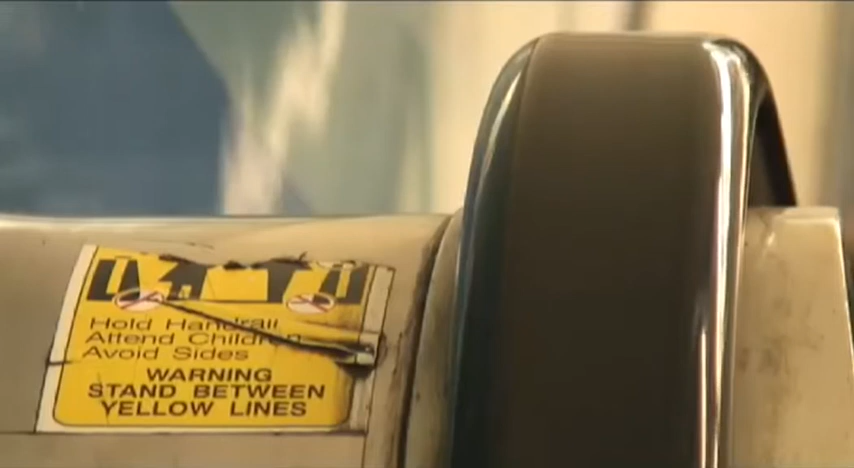 Hold Handrail
Attend Children
Avoid Sides
WARNING
STAND BETWEEN
YELLOW LINES